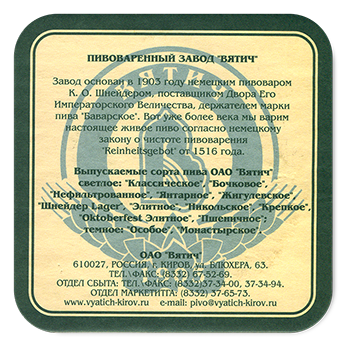 ПИВОВАРЕННЫЙ ЗАВОД "ВЯТИЧ"
Завод основан в 1903 году немецким пивоваром
К. О. Шнейдером, поставщиком Двора Его
Императорского Величества, держателем марки
пива "Баварское". Вот уже более века мы варим
настоящее живое пиво согласно немецкому
закону о чистоте пивоварения
"Reinheitsgebot" от 1516 года.
Выпускаемые сорта пива ОАО "Вятич"
светлое: "Классическое", "Бочковое",
"Нефильтрованное", "Янтарное", "Жигулевское"
"Шнейдер Lager", "Элитное", "Никольское", "Крепкое",
"Oktoberfest Элитное", "Пшеничное";
темное: "Особое", "Монастырское".
ОАО "Вятич"
610027, РОССИЯ, г. КИРОВ, ул. БЛЮХЕРА, 63.
ТЕЛ. \ФАКС: (8332) 67-52-69.
ОТДЕЛ СБЫТА: ТЕЛ. \ФАКС: (8332)37-34-00, 37-34-94.
ОТДЕЛ МАРКЕТИТГА: (8332) 37-65-73.
www.vyatich-kirov.ru e-mail: pivo@vyatich-kirov.ru
ВЯТИЧ